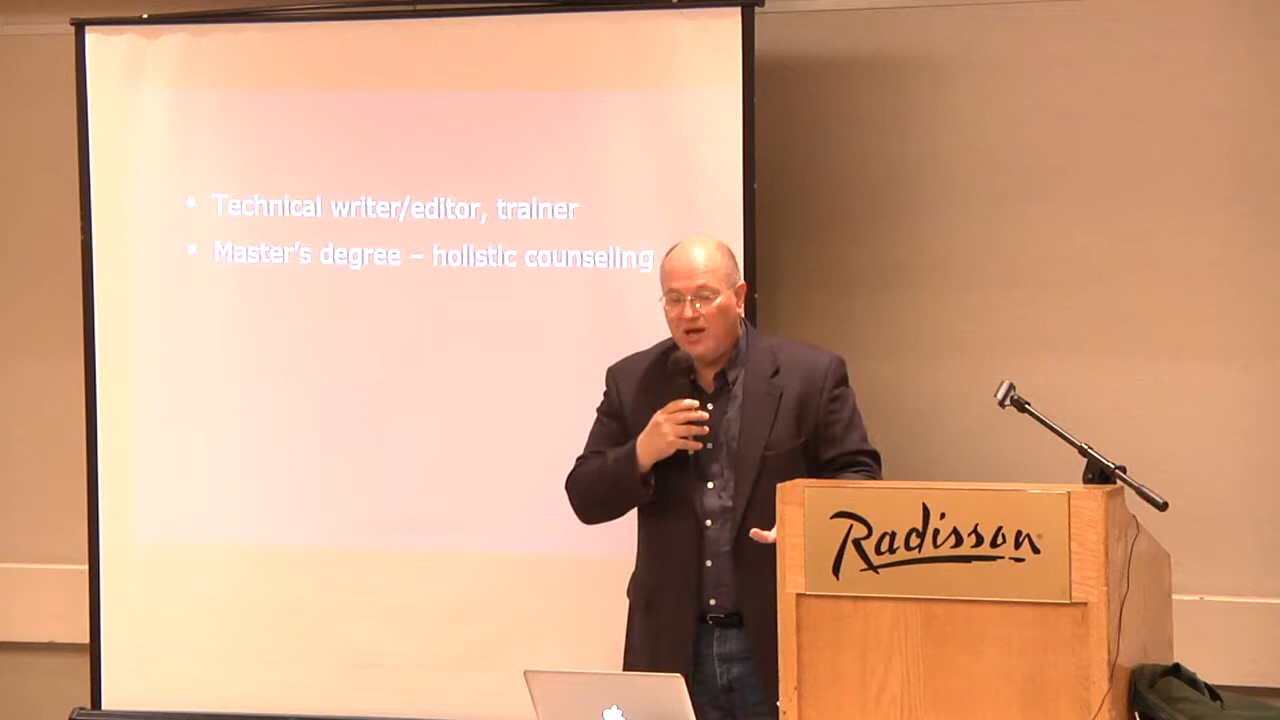 • Technical writer/editor, trainer
• Master's degree – holistic counseling
Radisson